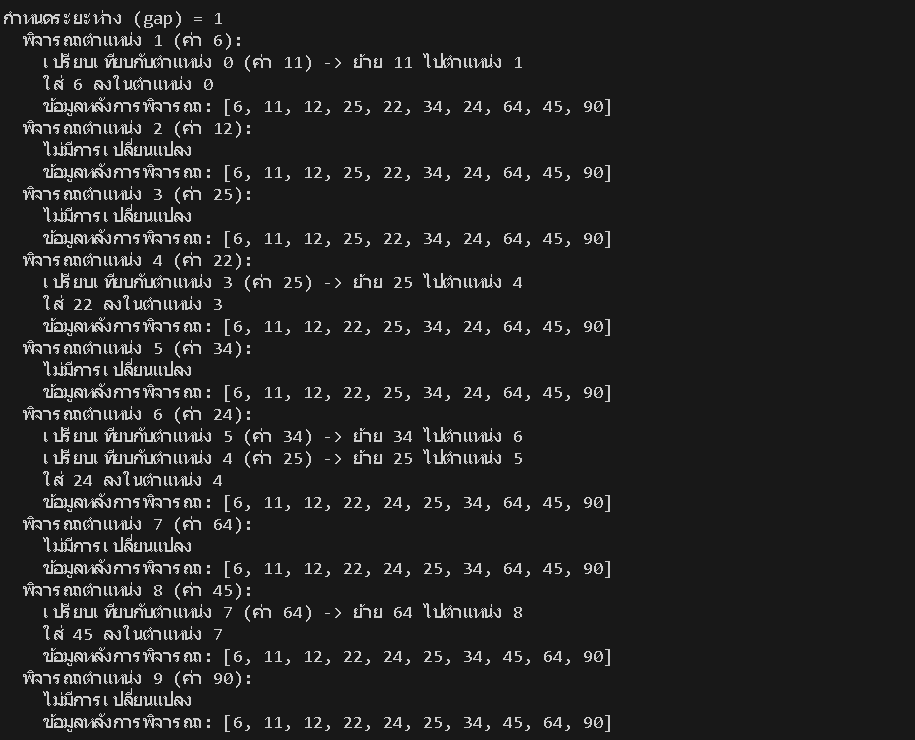 กำหนดระยะห่าง (gap) = 1
พิจารณาตำแหน่ง 1 (ค่า 6):
เปรียบเทียบกับตำแหน่ง 0 (ค่า 11) -> ย้าย 11 ไปตำแหน่ง 1
ใส่ 6 ลงในตำแหน่ง 0
ข้อมูลหลังการพิจารณา: [6, 11, 12, 25, 22, 34, 24, 64, 45, 90]
พิจารณาตำแหน่ง 2 (ค่า 12):
ไม่มีการเปลี่ยนแปลง
ข้อมูลหลังการพิจารณา: [6, 11, 12, 25, 22, 34, 24, 64, 45, 90]
พิจารณาตำแหน่ง 3 (ค่า 25):
ไม่มีการเปลี่ยนแปลง
ข้อมูลหลังการพิจารณา: [6, 11, 12, 25, 22, 34, 24, 64, 45, 90]
พิจารณาตำแหน่ง 4 (ค่า 22):
เปรียบเทียบกับตำแหน่ง 3 (ค่า 25) -> ย้าย 25 ไปตำแหน่ง 4
ใส่ 22 ลงในตำแหน่ง 3
ข้อมูลหลังการพิจารณา: [6, 11, 12, 22, 25, 34, 24, 64, 45, 90]
พิจารณาตำแหน่ง 5 (ค่า 34):
ไม่มีการเปลี่ยนแปลง
ข้อมูลหลังการพิจารณา: [6, 11, 12, 22, 25, 34, 24, 64, 45, 90]
พิจารณาตำแหน่ง 6 (ค่า 24):
เปรียบเทียบกับตำแหน่ง 5 (ค่า 34) -> ย้าย 34 ไปตำแหน่ง 6
เปรียบเทียบกับตำแหน่ง 4 (ค่า 25) -> ย้าย 25 ไปตำแหน่ง 5
ใส่ 24 ลงในตำแหน่ง 4
ข้อมูลหลังการพิจารณา: [6, 11, 12, 22, 24, 25, 34, 64, 45, 90]
พิจารณาตำแหน่ง 7 (ค่า 64):
ไม่มีการเปลี่ยนแปลง
ข้อมูลหลังการพิจารณา: [6, 11, 12, 22, 24, 25, 34, 64, 45, 90]
พิจารณาตำแหน่ง 8 (ค่า 45):
เปรียบเทียบกับตำแหน่ง 7 (ค่า 64) -> ย้าย 64 ไปตำแหน่ง 8
ใส่ 45 ลงในตำแหน่ง 7
ข้อมูลหลังการพิจารณา: [6, 11, 12, 22, 24, 25, 34, 45, 64, 90]
พิจารณาตำแหน่ง 9 (ค่า 90):
ไม่มีการเปลี่ยนแปลง
ข้อมูลหลังการพิจารณา: [6, 11, 12, 22, 24, 25, 34, 45, 64, 90]